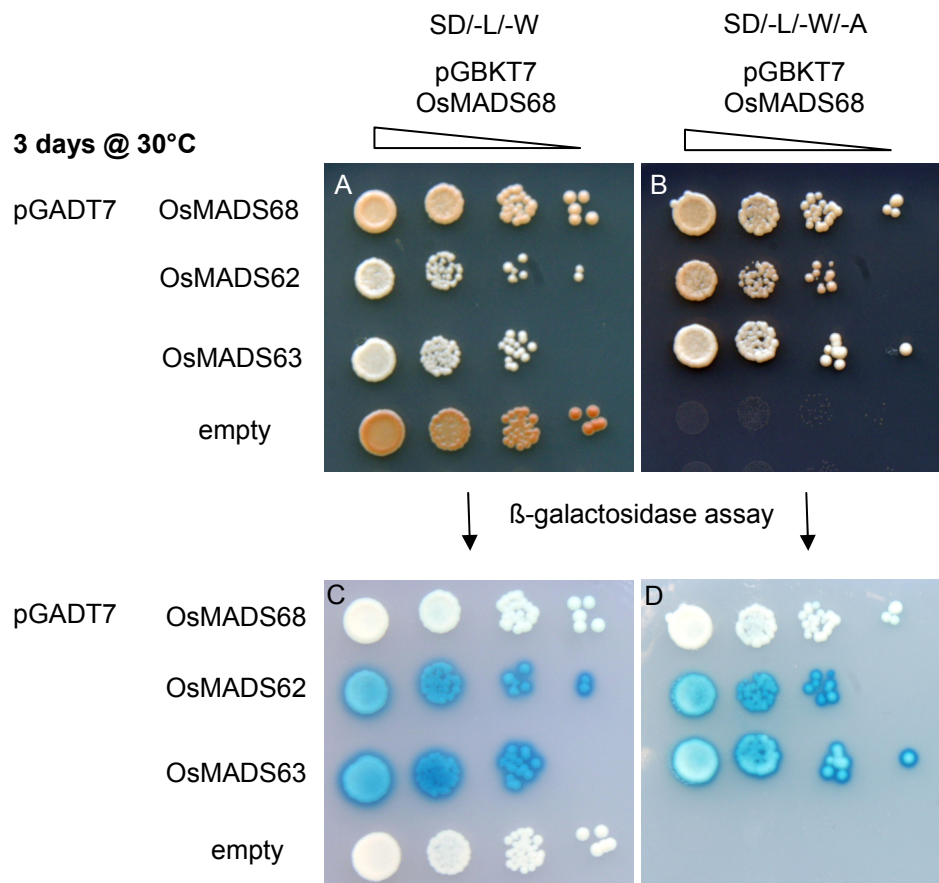 SD/-L/-W
SD/-L/-W/-A
pGBKT7
OsMADS68
pGBKT7
OsMADS68
3 days @ 30°C
A
B
pGADT7
OsMADS68
OsMADS62
OsMADS63
empty
ß-galactosidase assay
C
D
pGADT7
OsMADS68
OsMADS62
OsMADS63
empty